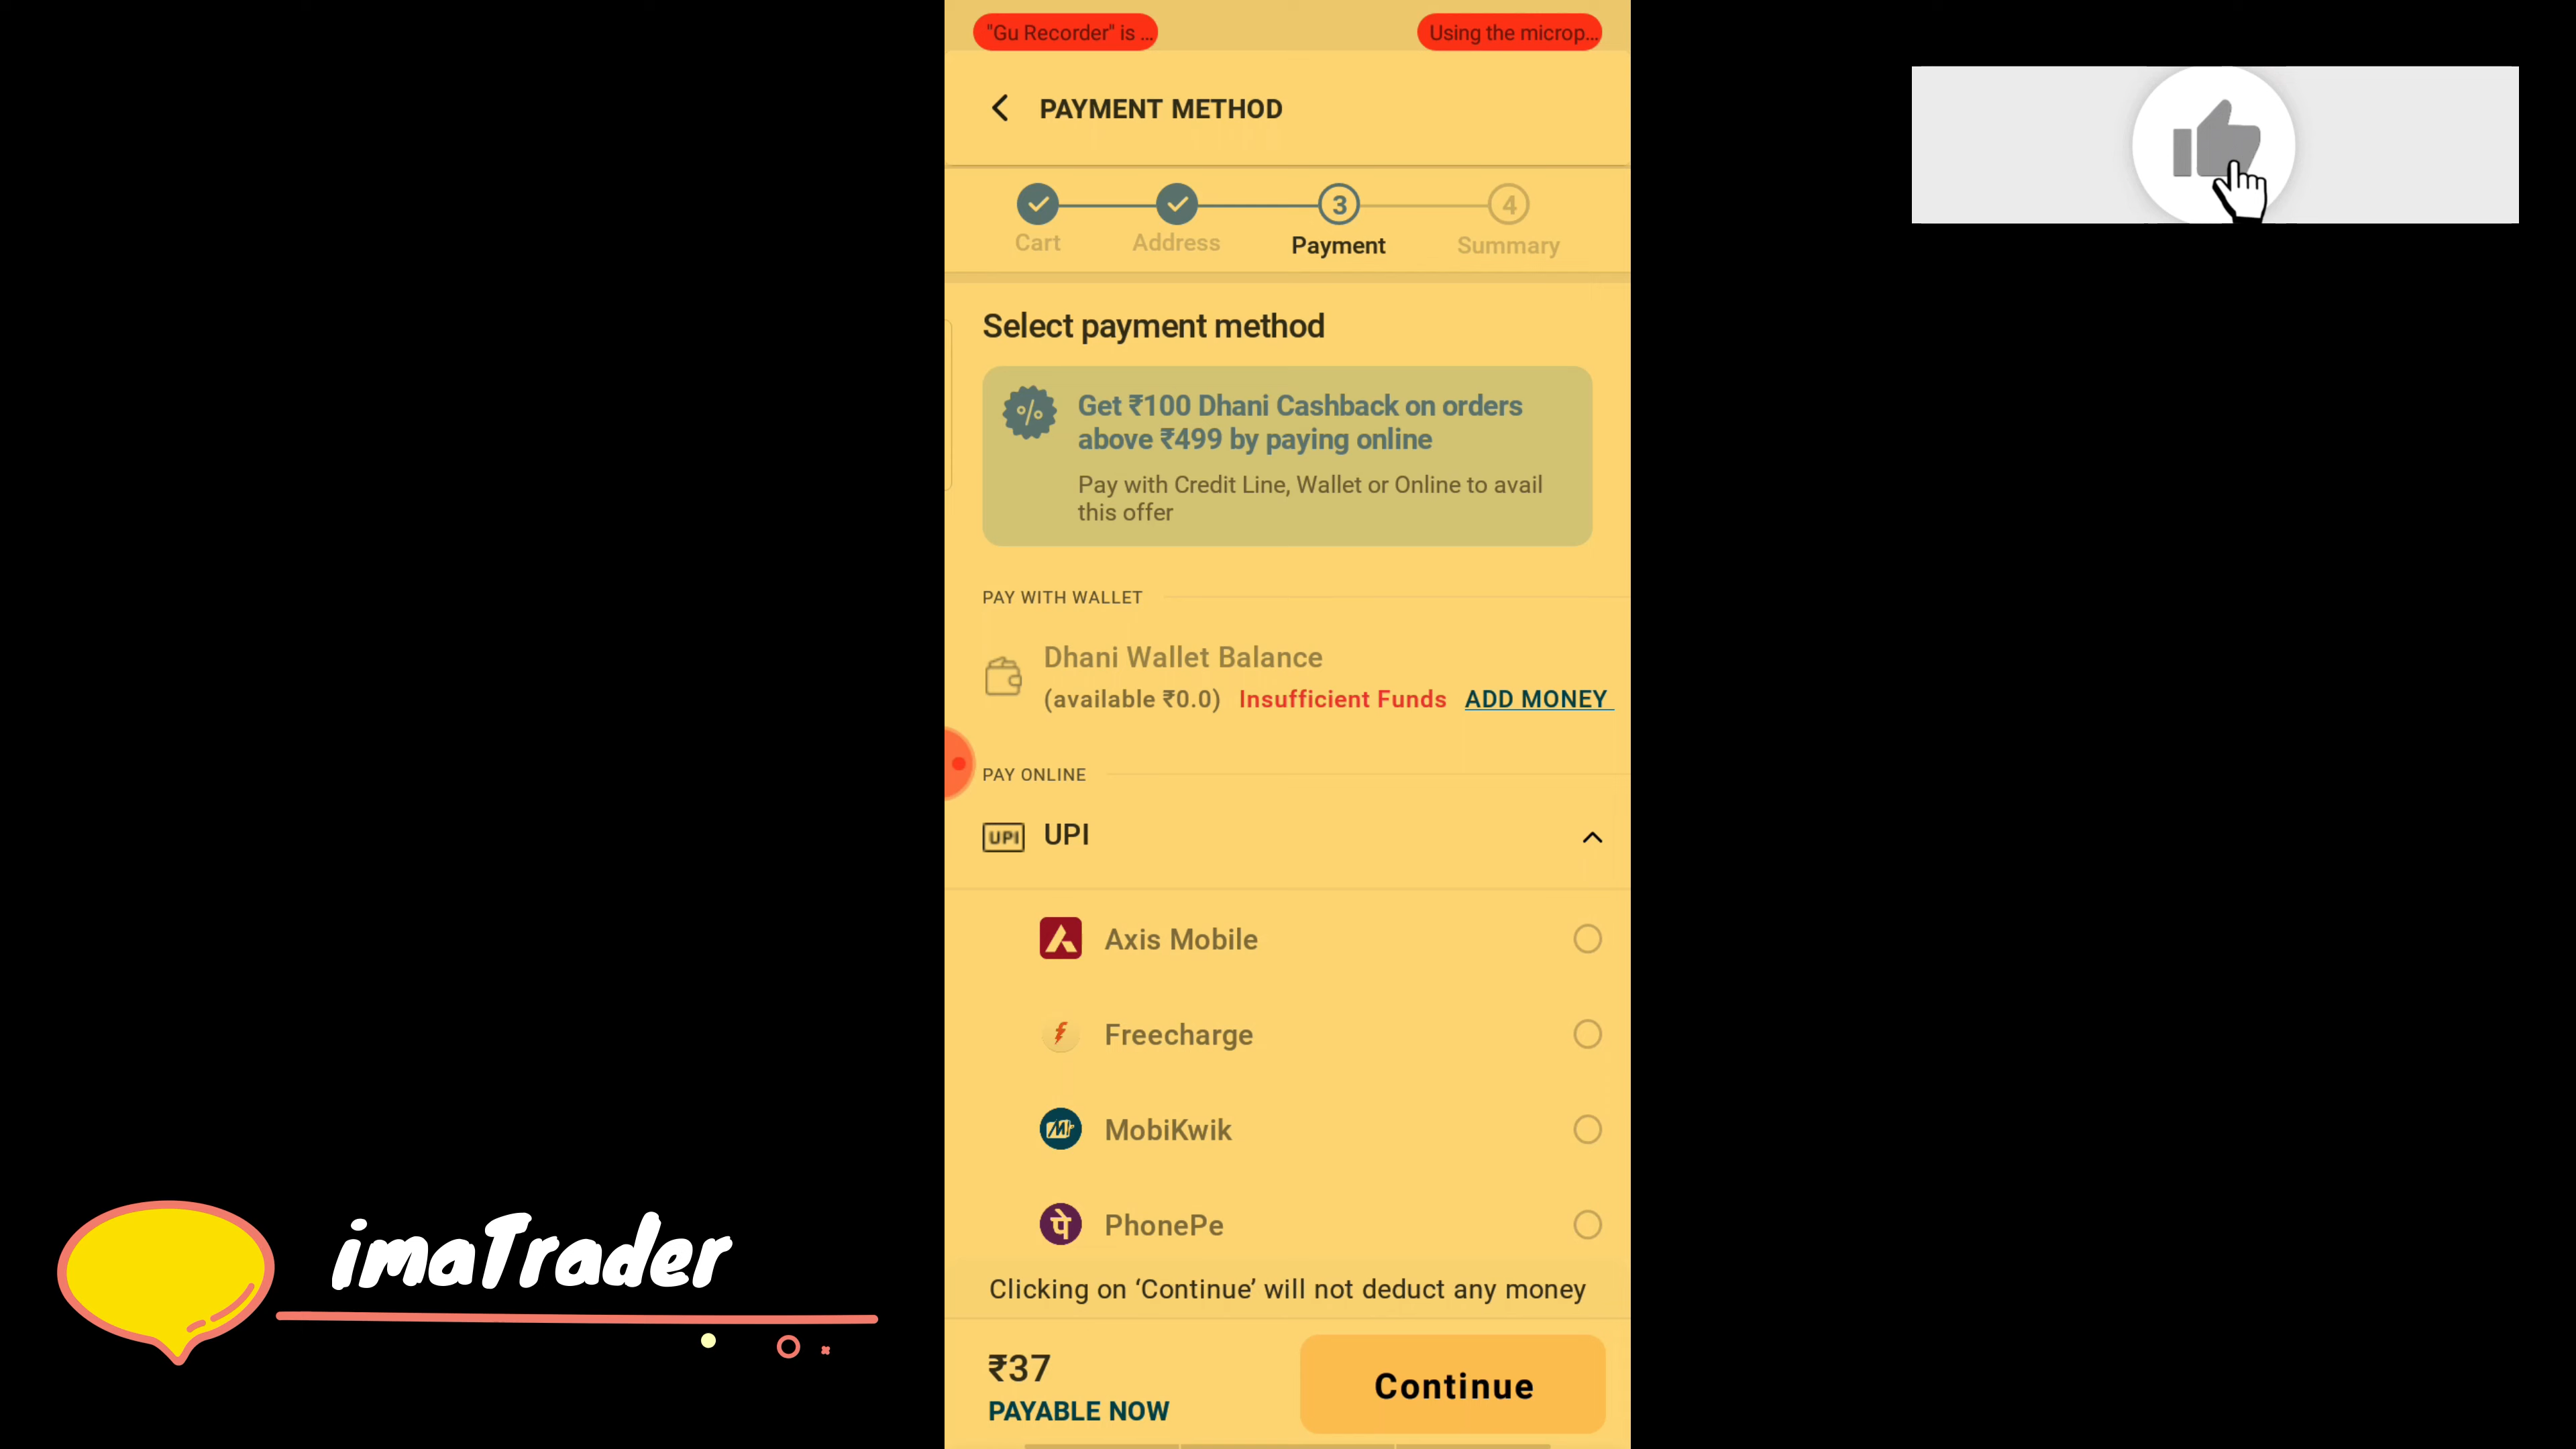 "Gu Recorder" is ...
Using the microp...
PAYMENT METHOD
3
4
Cart
Address
Payment
Summary
Select payment method
%
Get ₹100 Dhani Cashback on orders
above ₹499 by paying online
Pay with Credit Line, Wallet or Online to avail
this offer
PAY WITH WALLET
Dhani Wallet Balance
(available ₹0.0) Insufficient Funds ADD MONEY
PAY ONLINE
UPI UPI
Axis Mobile
Freecharge
MobiKwik
पे PhonePe
Clicking on ‘Continue’ will not deduct any money
₹37
PAYABLE NOW
Continue
imaTrader